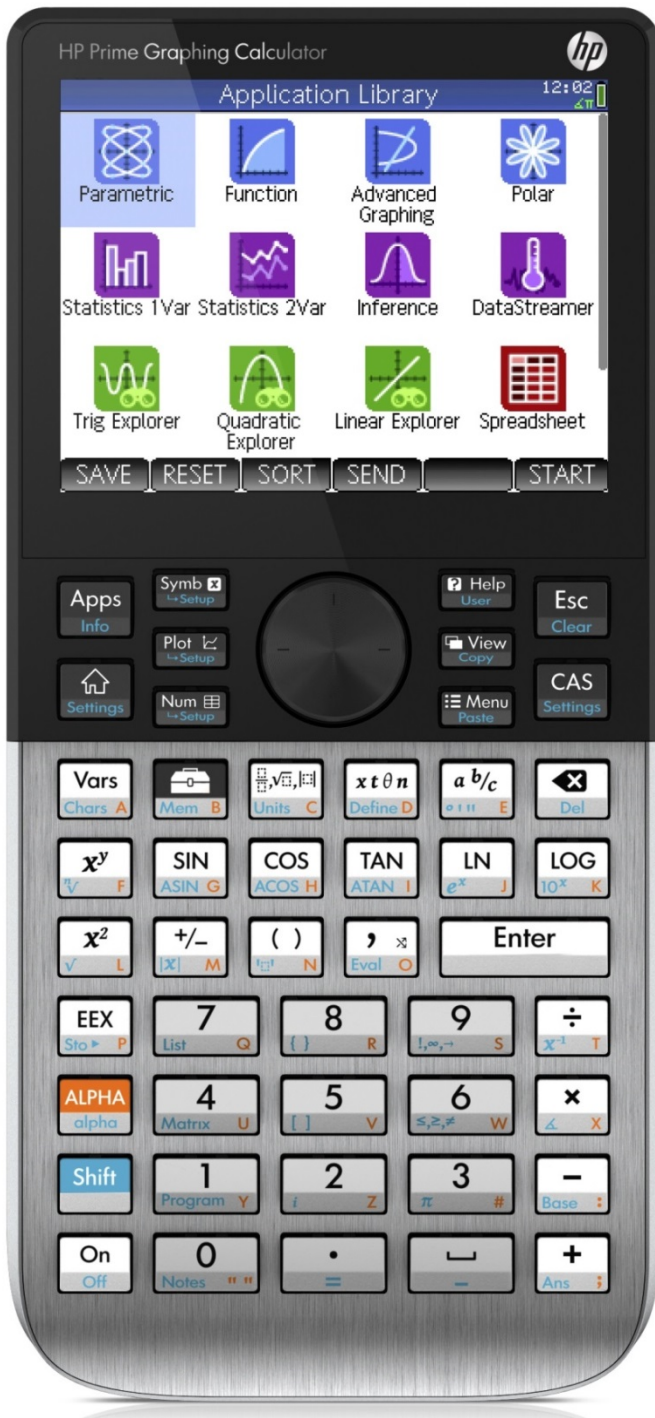 HP Prime Graphing Calculator
hp
Application Library 12:02
∡π
Parametric Function Advanced Graphing Polar
Statistics 1Var Statistics 2Var Inference DataStreamer
Trig Explorer Quadratic Explorer Linear Explorer Spreadsheet
SAVE RESET SORT SEND START
Apps Symb x ? Help Esc
Info ↳Setup User Clear
Plot View CAS
Settings ↳Setup Copy Settings
Num Menu
↳Setup Paste
Vars √, | | x t θ n a b/c
Chars A Mem B Units C Define D ° ' " E Del
xʸ SIN COS TAN LN LOG
ⁿ√ F ASIN G ACOS H ATAN I eˣ J 10ˣ K
x² +/− ( ) , Enter
√ L |x| M '□' N Eval O
EEX 7 8 9 ÷
Sto ▸ P List Q { } R !,∞,→ S x⁻¹ T
ALPHA 4 5 6 ×
alpha Matrix U [ ] V ≤,≥,≠ W ∡ X
Shift 1 2 3 −
Program Y i Z π # Base :
On 0 . ␣ +
Off Notes " " = _ Ans ;